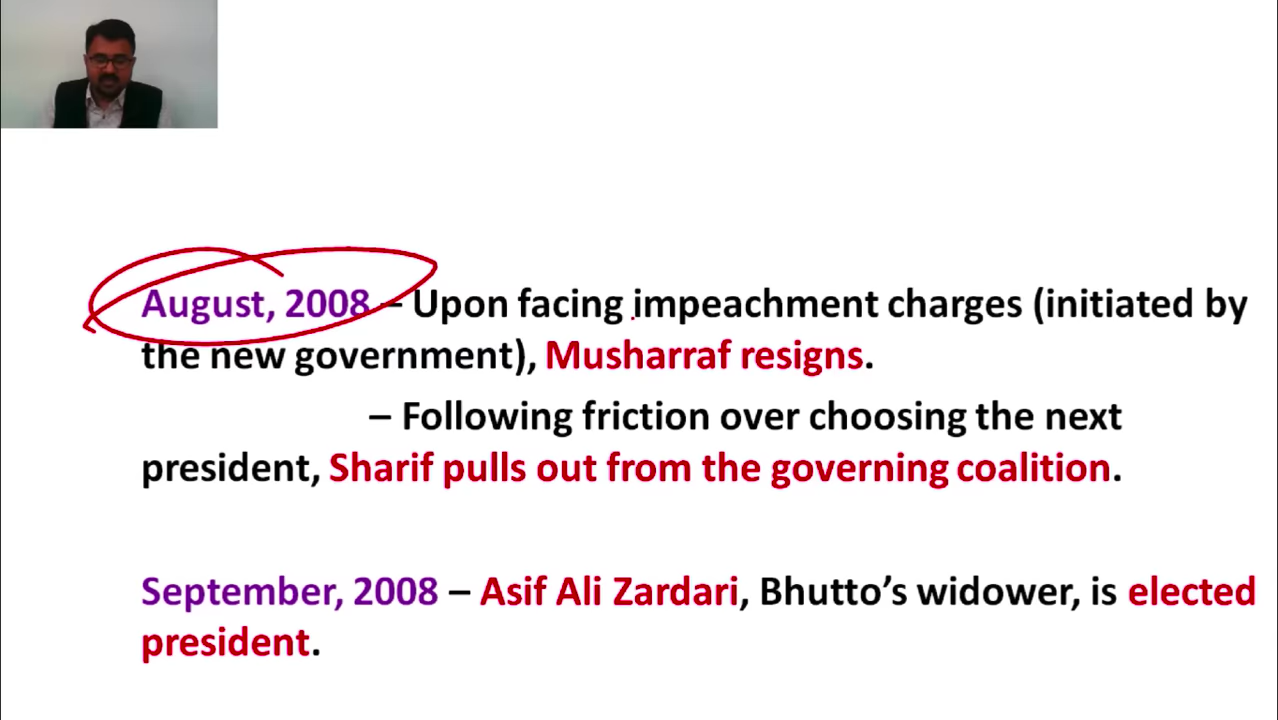 August, 2008 – Upon facing impeachment charges (initiated by
the new government), Musharraf resigns.
– Following friction over choosing the next
president, Sharif pulls out from the governing coalition.
September, 2008 – Asif Ali Zardari, Bhutto’s widower, is elected
president.